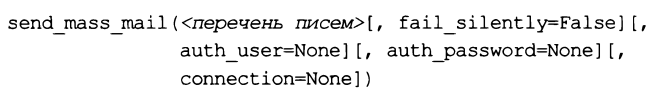 send_mass_mail(<перечень писем>[, fail_silently=False][,
auth_user=None][, auth_password=None][,
connection=None])